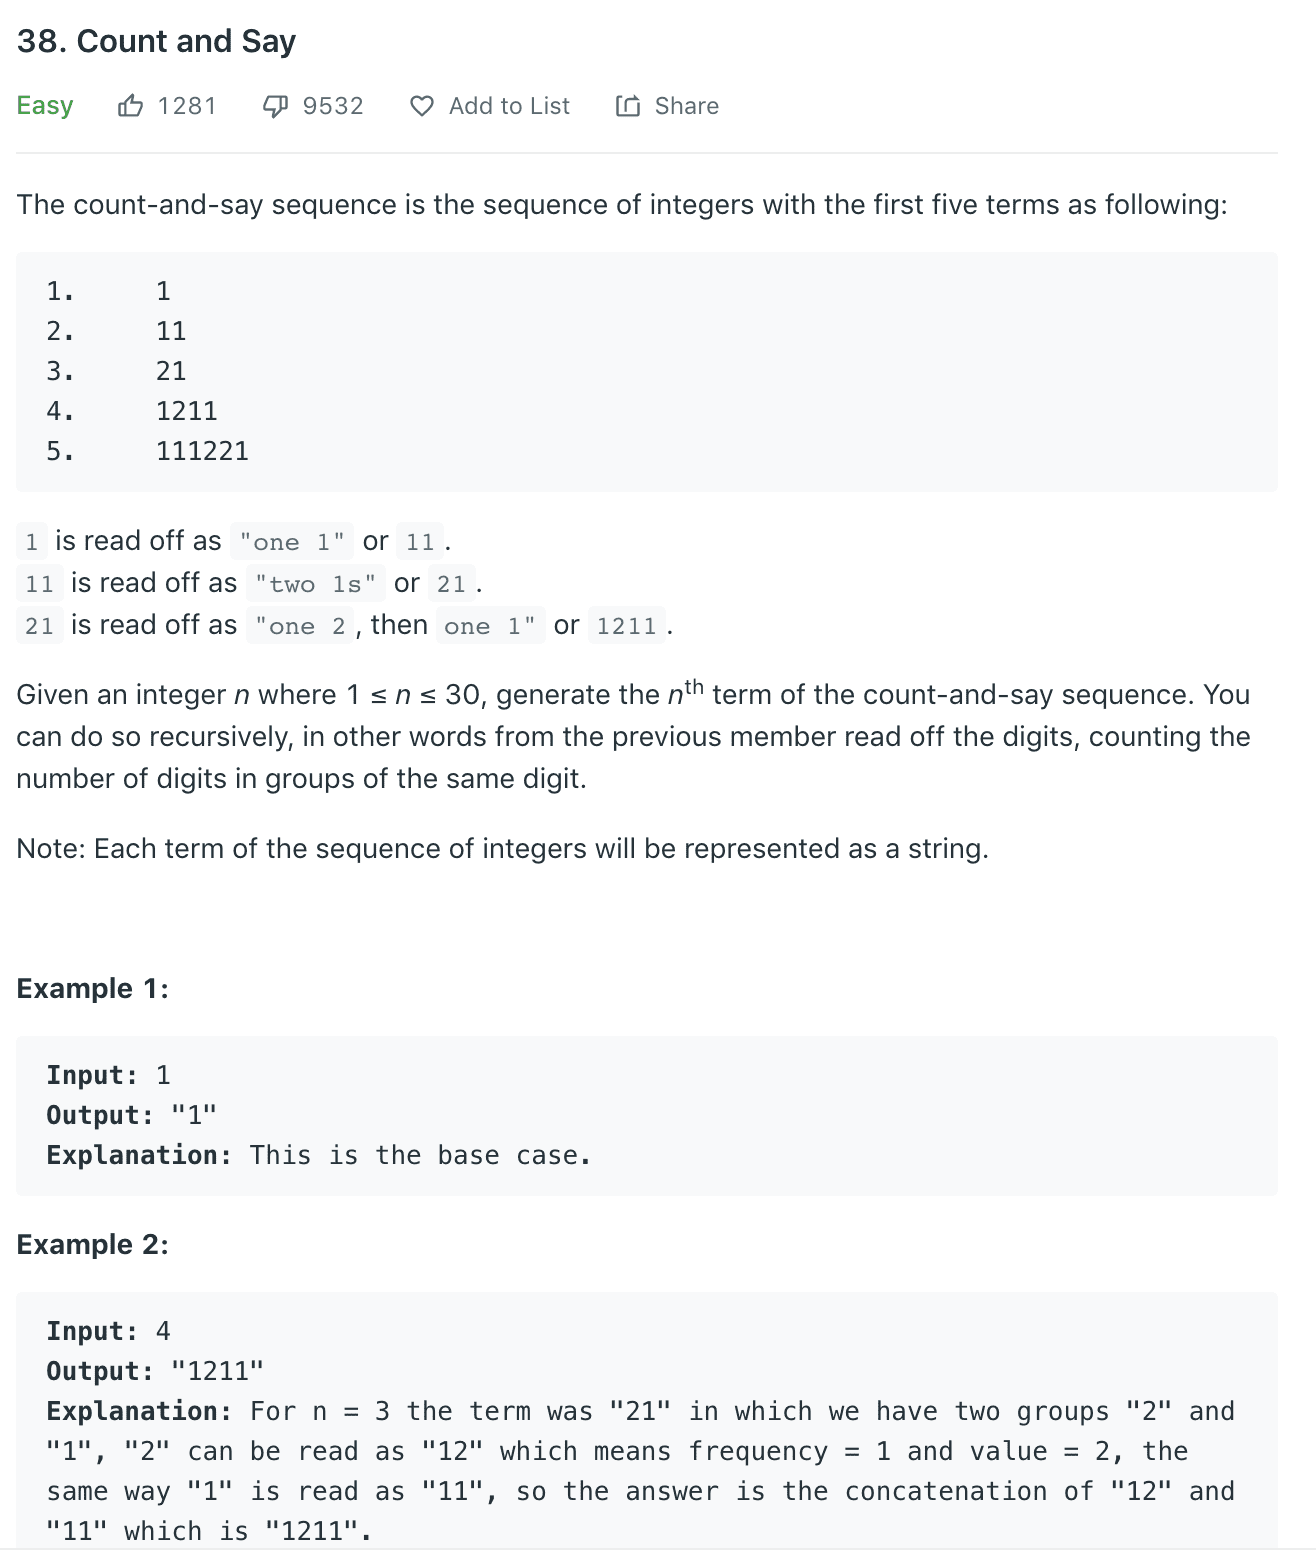 38. Count and Say
Easy 1281 9532 Add to List Share
The count-and-say sequence is the sequence of integers with the first five terms as following:
1. 1
2. 11
3. 21
4. 1211
5. 111221
1 is read off as "one 1" or 11.
11 is read off as "two 1s" or 21.
21 is read off as "one 2, then one 1" or 1211.
Given an integer n where 1 ≤ n ≤ 30, generate the nth term of the count-and-say sequence. You
can do so recursively, in other words from the previous member read off the digits, counting the
number of digits in groups of the same digit.
Note: Each term of the sequence of integers will be represented as a string.
Example 1:
Input: 1
Output: "1"
Explanation: This is the base case.
Example 2:
Input: 4
Output: "1211"
Explanation: For n = 3 the term was "21" in which we have two groups "2" and
"1", "2" can be read as "12" which means frequency = 1 and value = 2, the
same way "1" is read as "11", so the answer is the concatenation of "12" and
"11" which is "1211".